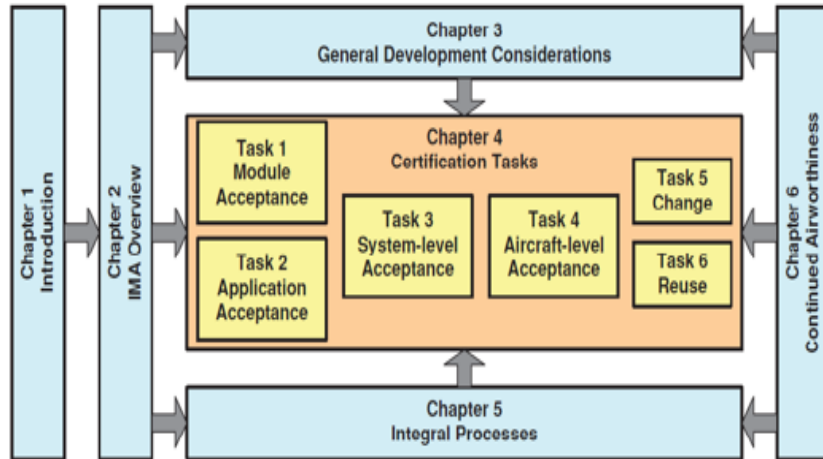 Chapter 1
Introduction
Chapter 2
IMA Overview
Chapter 3
General Development Considerations
Chapter 4
Certification Tasks
Task 1
Module
Acceptance
Task 2
Application
Acceptance
Task 3
System-level
Acceptance
Task 4
Aircraft-level
Acceptance
Task 5
Change
Task 6
Reuse
Chapter 5
Integral Processes
Chapter 6
Continued Airworthiness